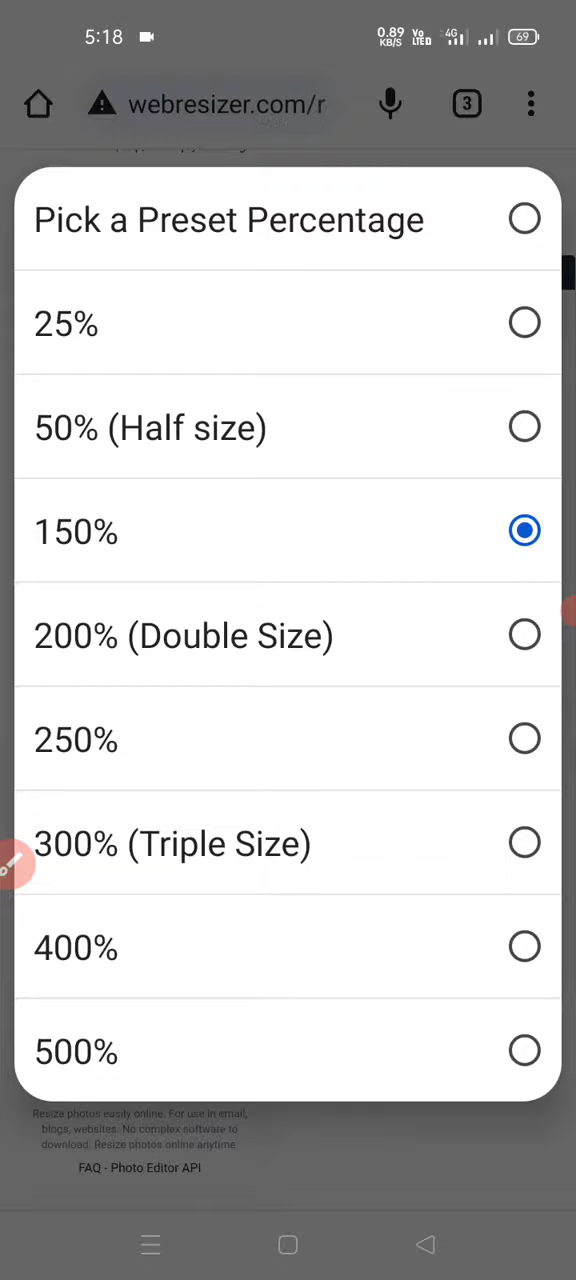 5:18
0.89
KB/S
Vo
LTE
4G
69
webresizer.com/r
3
Pick a Preset Percentage
25%
50% (Half size)
150%
200% (Double Size)
250%
300% (Triple Size)
400%
500%
Resize photos easily online. For use in email,
blogs, websites. No complex software to
download. Resize photos online anytime
FAQ - Photo Editor API